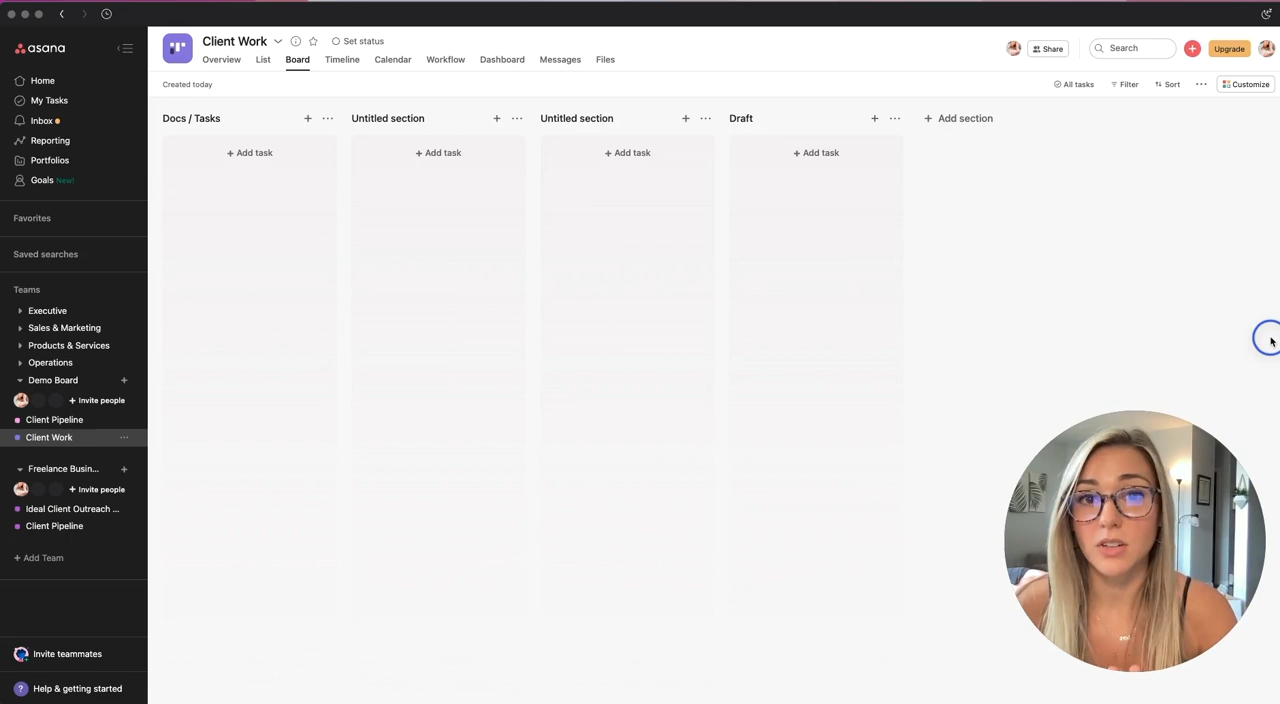 asana
Home
My Tasks
Inbox
Reporting
Portfolios
Goals New!
Favorites
Saved searches
Teams
Executive
Sales & Marketing
Products & Services
Operations
Demo Board +
+ Invite people
Client Pipeline
Client Work ...
Freelance Busin... +
+ Invite people
Ideal Client Outreach ...
Client Pipeline
+ Add Team
Invite teammates
? Help & getting started
Client Work
Set status
Overview List Board Timeline Calendar Workflow Dashboard Messages Files
Share
Search
+
Upgrade
Created today
All tasks Filter Sort ... Customize
Docs / Tasks + ...
Untitled section + ...
Untitled section + ...
Draft + ...
+ Add section
+ Add task
+ Add task
+ Add task
+ Add task